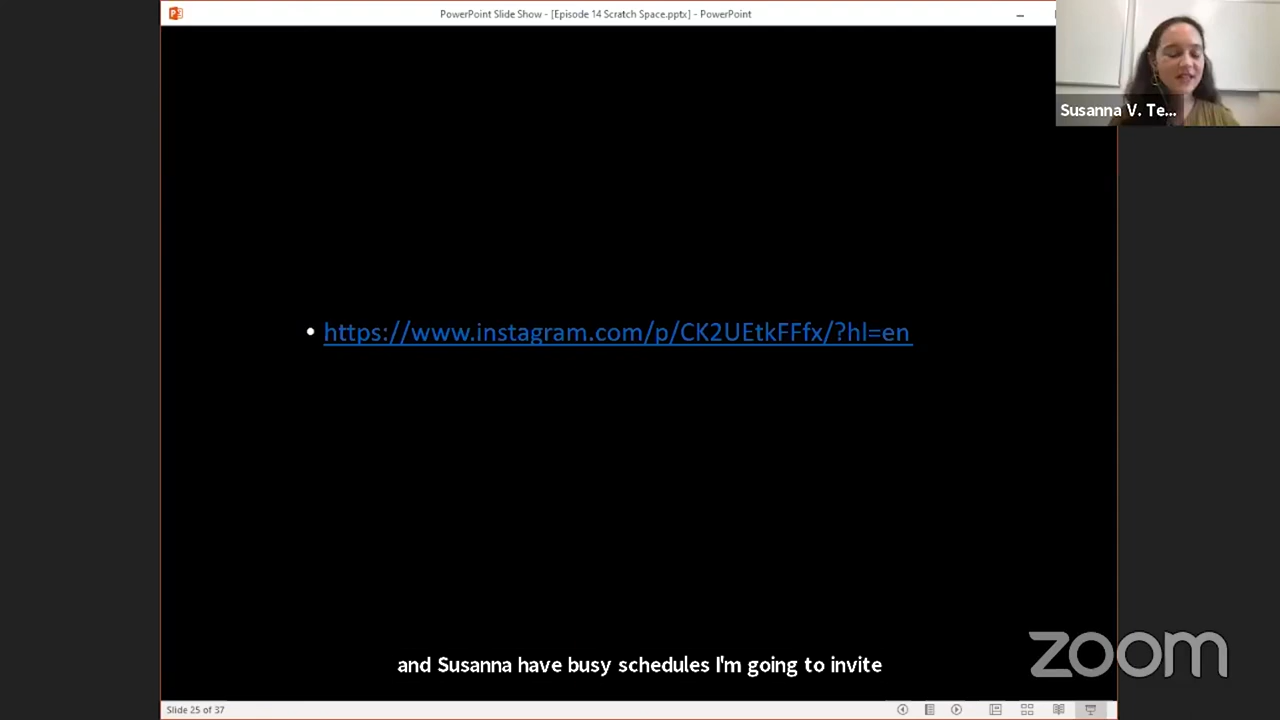 PowerPoint Slide Show - [Episode 14 Scratch Space.pptx] - PowerPoint
Susanna V. Te...
• https://www.instagram.com/p/CK2UEtkFFfx/?hl=en
and Susanna have busy schedules I'm going to invite
zoom
Slide 25 of 37